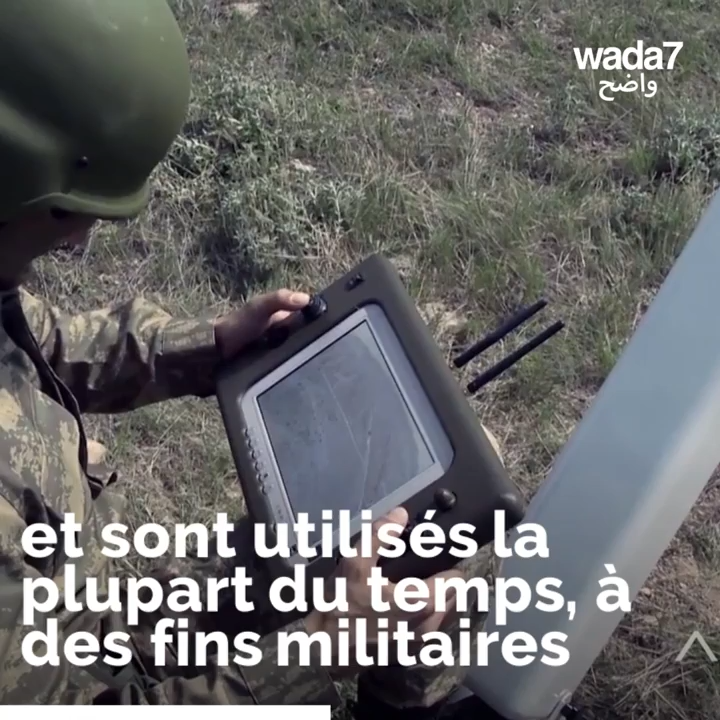 wada7
واضح
et sont utilisés la
plupart du temps, à
des fins militaires